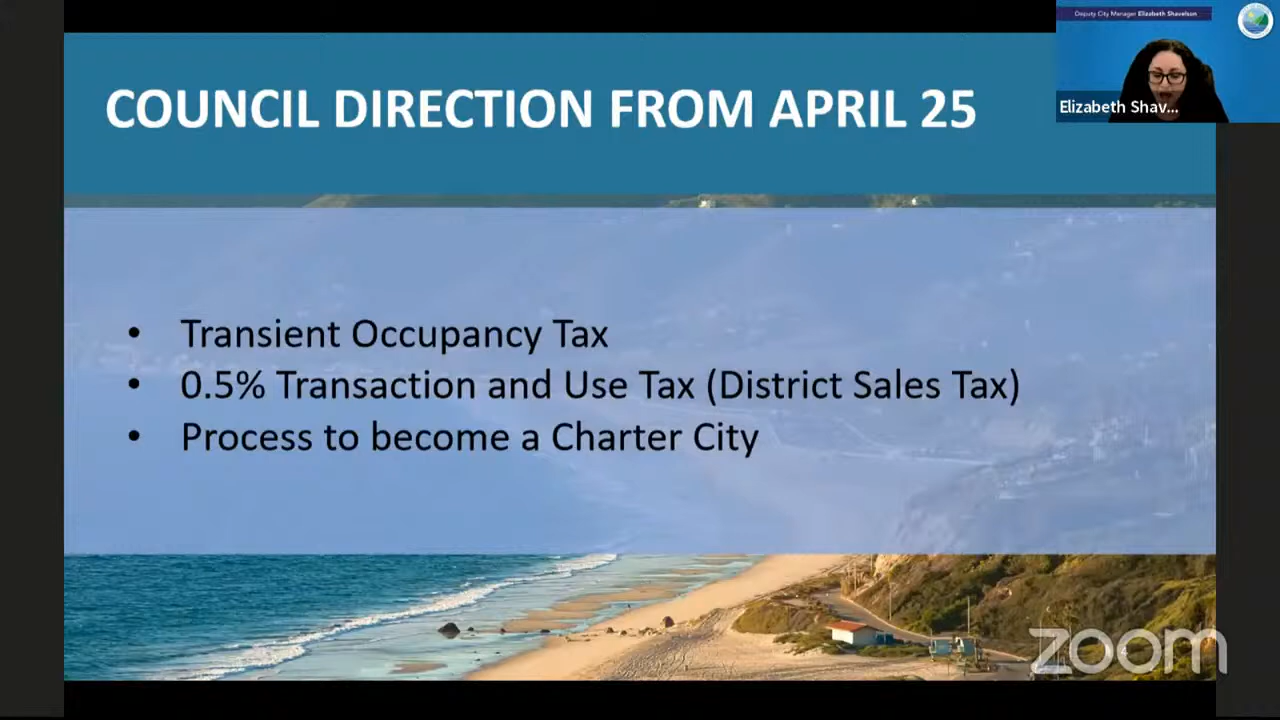 Deputy City Manager Elizabeth Shavelson
COUNCIL DIRECTION FROM APRIL 25
Elizabeth Shav...
• Transient Occupancy Tax
• 0.5% Transaction and Use Tax (District Sales Tax)
• Process to become a Charter City
zoom